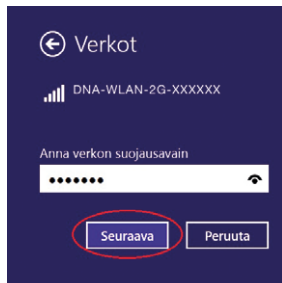 Verkot
DNA-WLAN-2G-XXXXXX
Anna verkon suojausavain
•••••••
Seuraava Peruuta